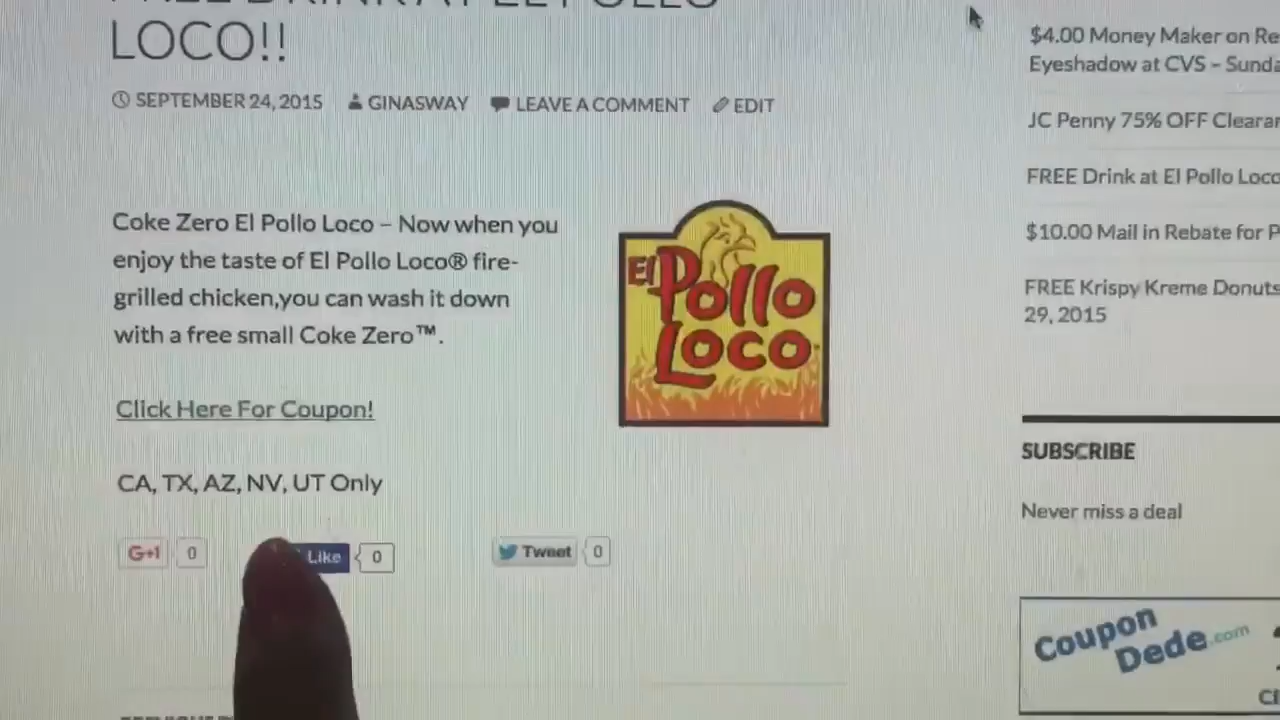 LOCO!!
SEPTEMBER 24, 2015 GINASWAY LEAVE A COMMENT EDIT
Coke Zero El Pollo Loco – Now when you
enjoy the taste of El Pollo Loco® fire-
grilled chicken,you can wash it down
with a free small Coke Zero™.
Click Here For Coupon!
CA, TX, AZ, NV, UT Only
G+1 0
Like 0
Tweet 0
El
Pollo
Loco
$4.00 Money Maker on
Eyeshadow at CVS –
JC Penny 75% OFF
FREE Drink at El Pollo Loco
$10.00 Mail in Rebate for
FREE Krispy Kreme Donuts
29, 2015
SUBSCRIBE
Never miss a deal
Coupon
Dede.com